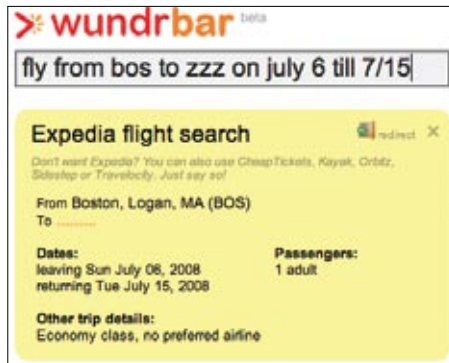 wundrbar beta
fly from bos to zzz on july 6 till 7/15
Expedia flight search redirect X
Don't want Expedia? You can also use CheapTickets, Kayak, Orbitz,
Sidestep or Travelocity. Just say so!
From Boston, Logan, MA (BOS)
To ..........
Dates: Passengers:
leaving Sun July 06, 2008 1 adult
returning Tue July 15, 2008
Other trip details:
Economy class, no preferred airline